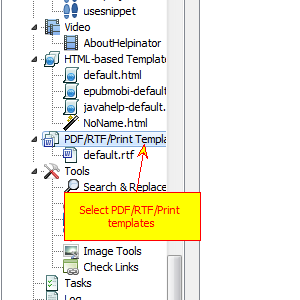 usesnippet
Video
AboutHelpinator
HTML-based Template
default.html
epubmobi-default.
javahelp-default.
NoName.html
PDF/RTF/Print Templa
default.rtf
Tools
Search & Replace
Select PDF/RTF/Print
templates
Image Tools
Check Links
Tasks
Log